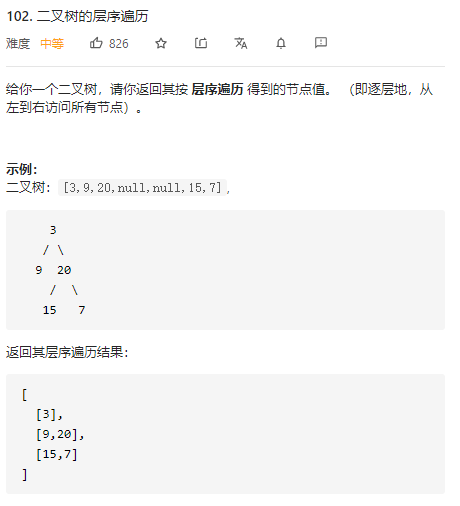 102. 二叉树的层序遍历
难度 中等 826
给你一个二叉树，请你返回其按 层序遍历 得到的节点值。 （即逐层地，从
左到右访问所有节点）。
示例：
二叉树：[3,9,20,null,null,15,7],
3
/ \
9 20
/ \
15 7
返回其层序遍历结果：
[
[3],
[9,20],
[15,7]
]